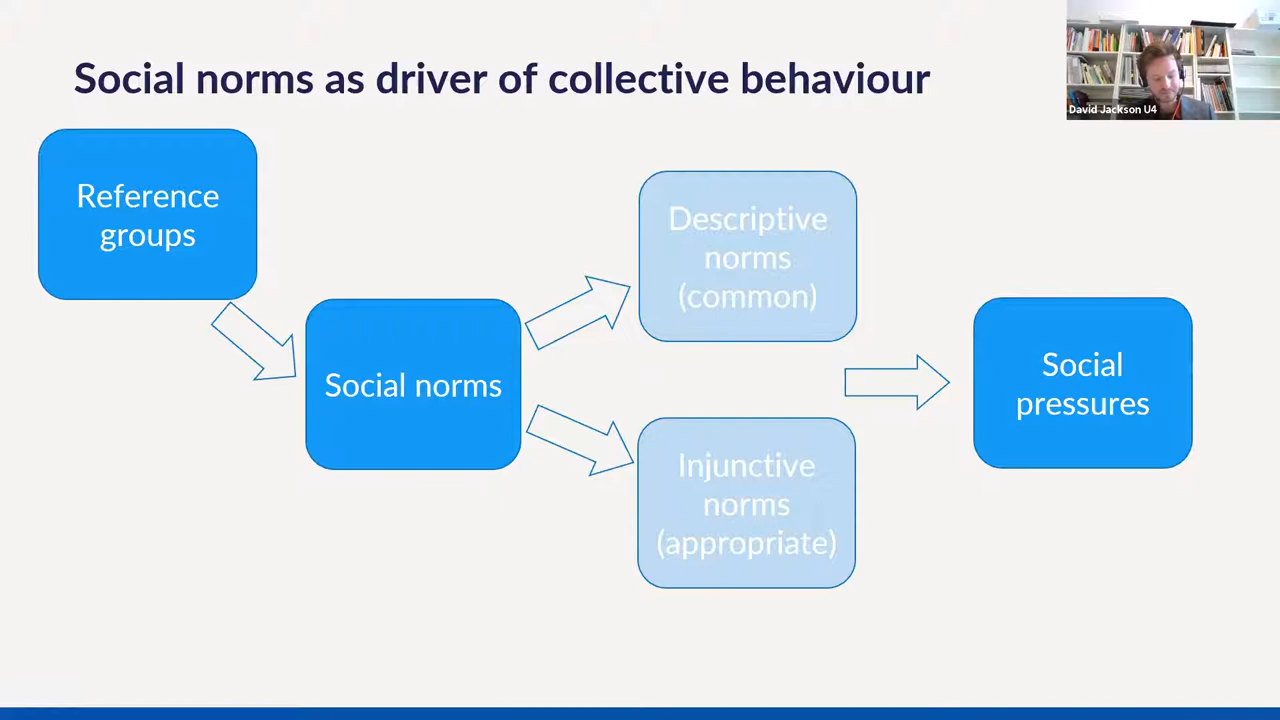 Social norms as driver of collective behaviour
David Jackson U4
Reference
groups
Social norms
Descriptive
norms
(common)
Injunctive
norms
(appropriate)
Social
pressures